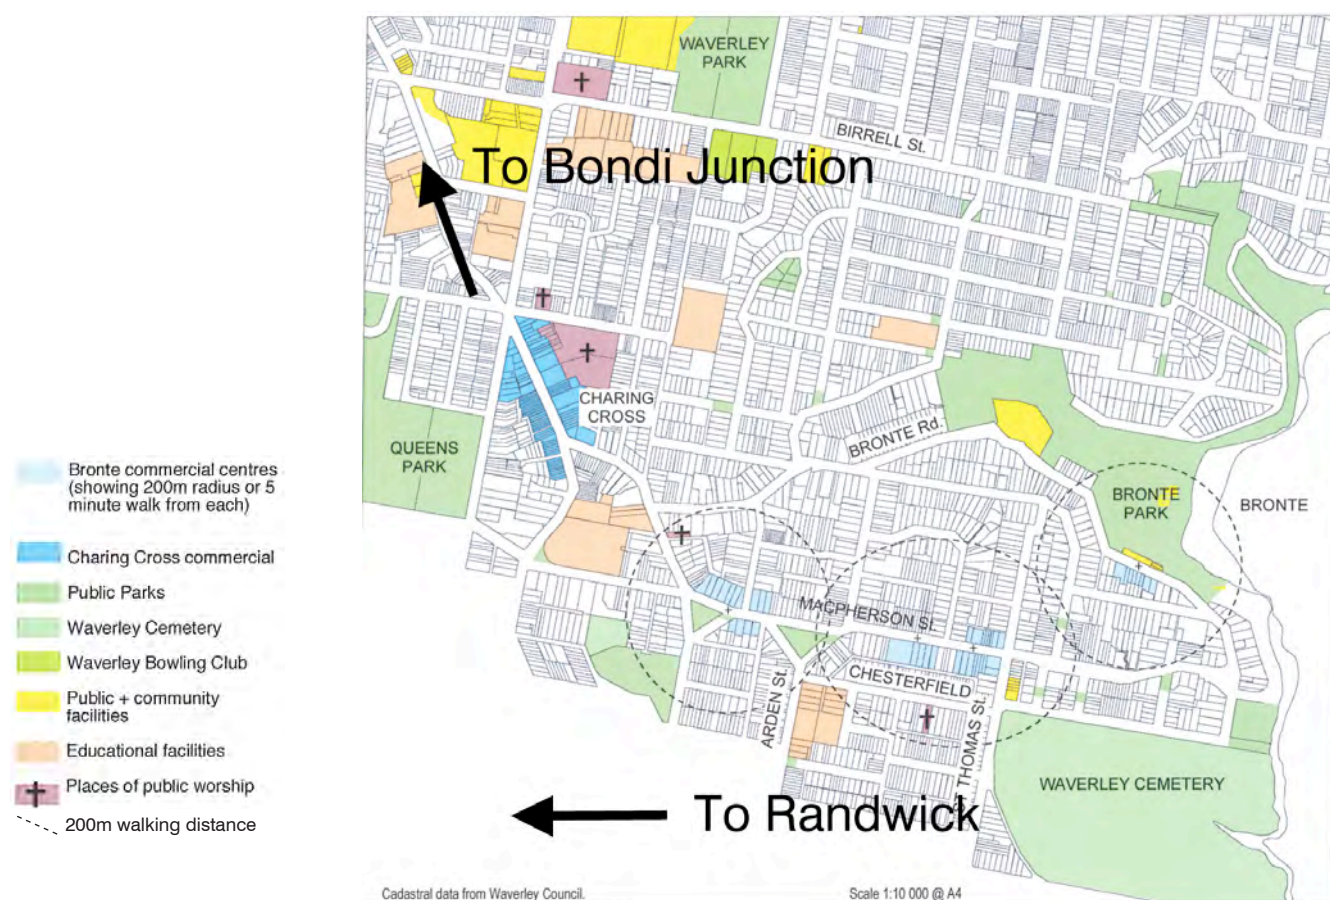 WAVERLEY
PARK
BIRRELL St.
To Bondi Junction
CHARING
CROSS
BRONTE Rd.
QUEENS
PARK
BRONTE
PARK
BRONTE
MACPHERSON St.
CHESTERFIELD
ARDEN St.
ST. THOMAS St.
WAVERLEY CEMETERY
To Randwick
Bronte commercial centres
(showing 200m radius or 5
minute walk from each)
Charing Cross commercial
Public Parks
Waverley Cemetery
Waverley Bowling Club
Public + community
facilities
Educational facilities
Places of public worship
200m walking distance
Cadastral data from Waverley Council.
Scale 1:10 000 @ A4